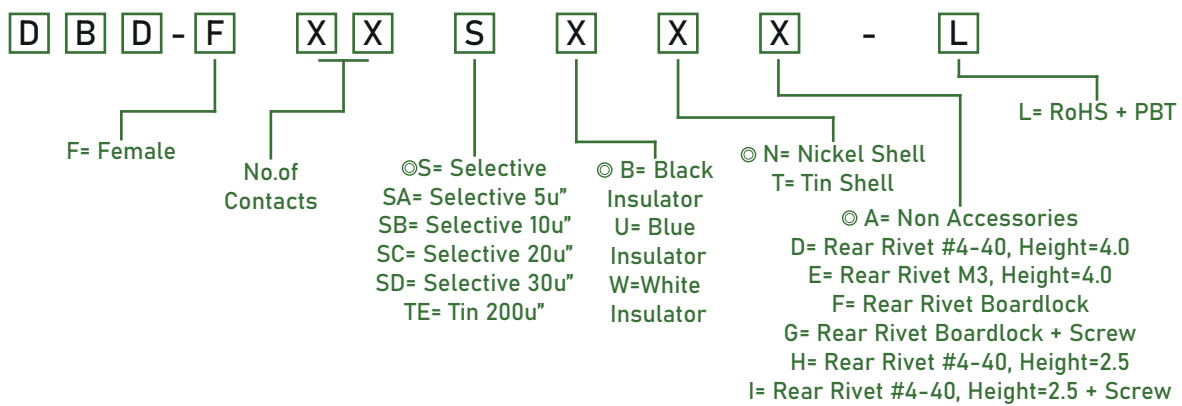 D B D - F X X S X X X - L
F= Female
No.of
Contacts
◎S= Selective
SA= Selective 5u"
SB= Selective 10u"
SC= Selective 20u"
SD= Selective 30u"
TE= Tin 200u"
◎ B= Black
Insulator
U= Blue
Insulator
W=White
Insulator
◎ N= Nickel Shell
T= Tin Shell
◎ A= Non Accessories
D= Rear Rivet #4-40, Height=4.0
E= Rear Rivet M3, Height=4.0
F= Rear Rivet Boardlock
G= Rear Rivet Boardlock + Screw
H= Rear Rivet #4-40, Height=2.5
I= Rear Rivet #4-40, Height=2.5 + Screw
L= RoHS + PBT